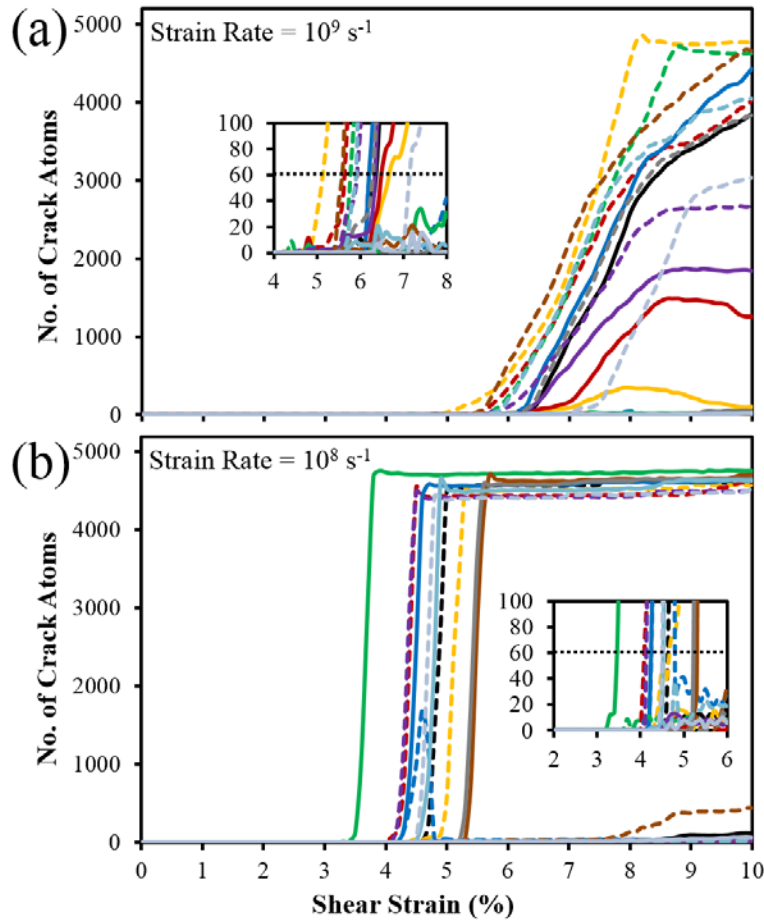 (a)
Strain Rate = 10⁹ s⁻¹
No. of Crack Atoms
5000
4000
3000
2000
1000
0
100
80
60
40
20
0
4 5 6 7 8
(b)
Strain Rate = 10⁸ s⁻¹
No. of Crack Atoms
5000
4000
3000
2000
1000
0
100
80
60
40
20
0
2 3 4 5 6
0 1 2 3 4 5 6 7 8 9 10
Shear Strain (%)